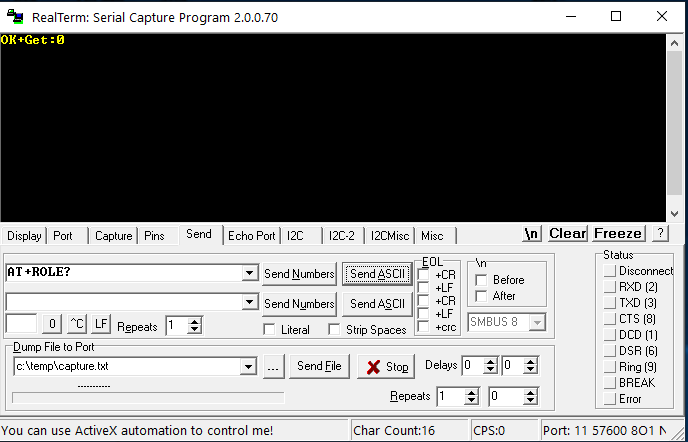 RealTerm: Serial Capture Program 2.0.0.70
OK+Get:0
Display Port Capture Pins Send Echo Port I2C I2C-2 I2CMisc Misc \n Clear Freeze ?
AT+ROLE? Send Numbers Send ASCII
Send Numbers Send ASCII
0 ^C LF Repeats 1 Literal Strip Spaces
EOL
+CR
+LF
+CR
+LF
+crc
\n
Before
After
SMBUS 8
Status
Disconnect
RXD (2)
TXD (3)
CTS (8)
DCD (1)
DSR (6)
Ring (9)
BREAK
Error
Dump File to Port
c:\temp\capture.txt ... Send File Stop Delays 0 0
Repeats 1 0
You can use ActiveX automation to control me! Char Count:16 CPS:0 Port: 11 57600 8O1 N